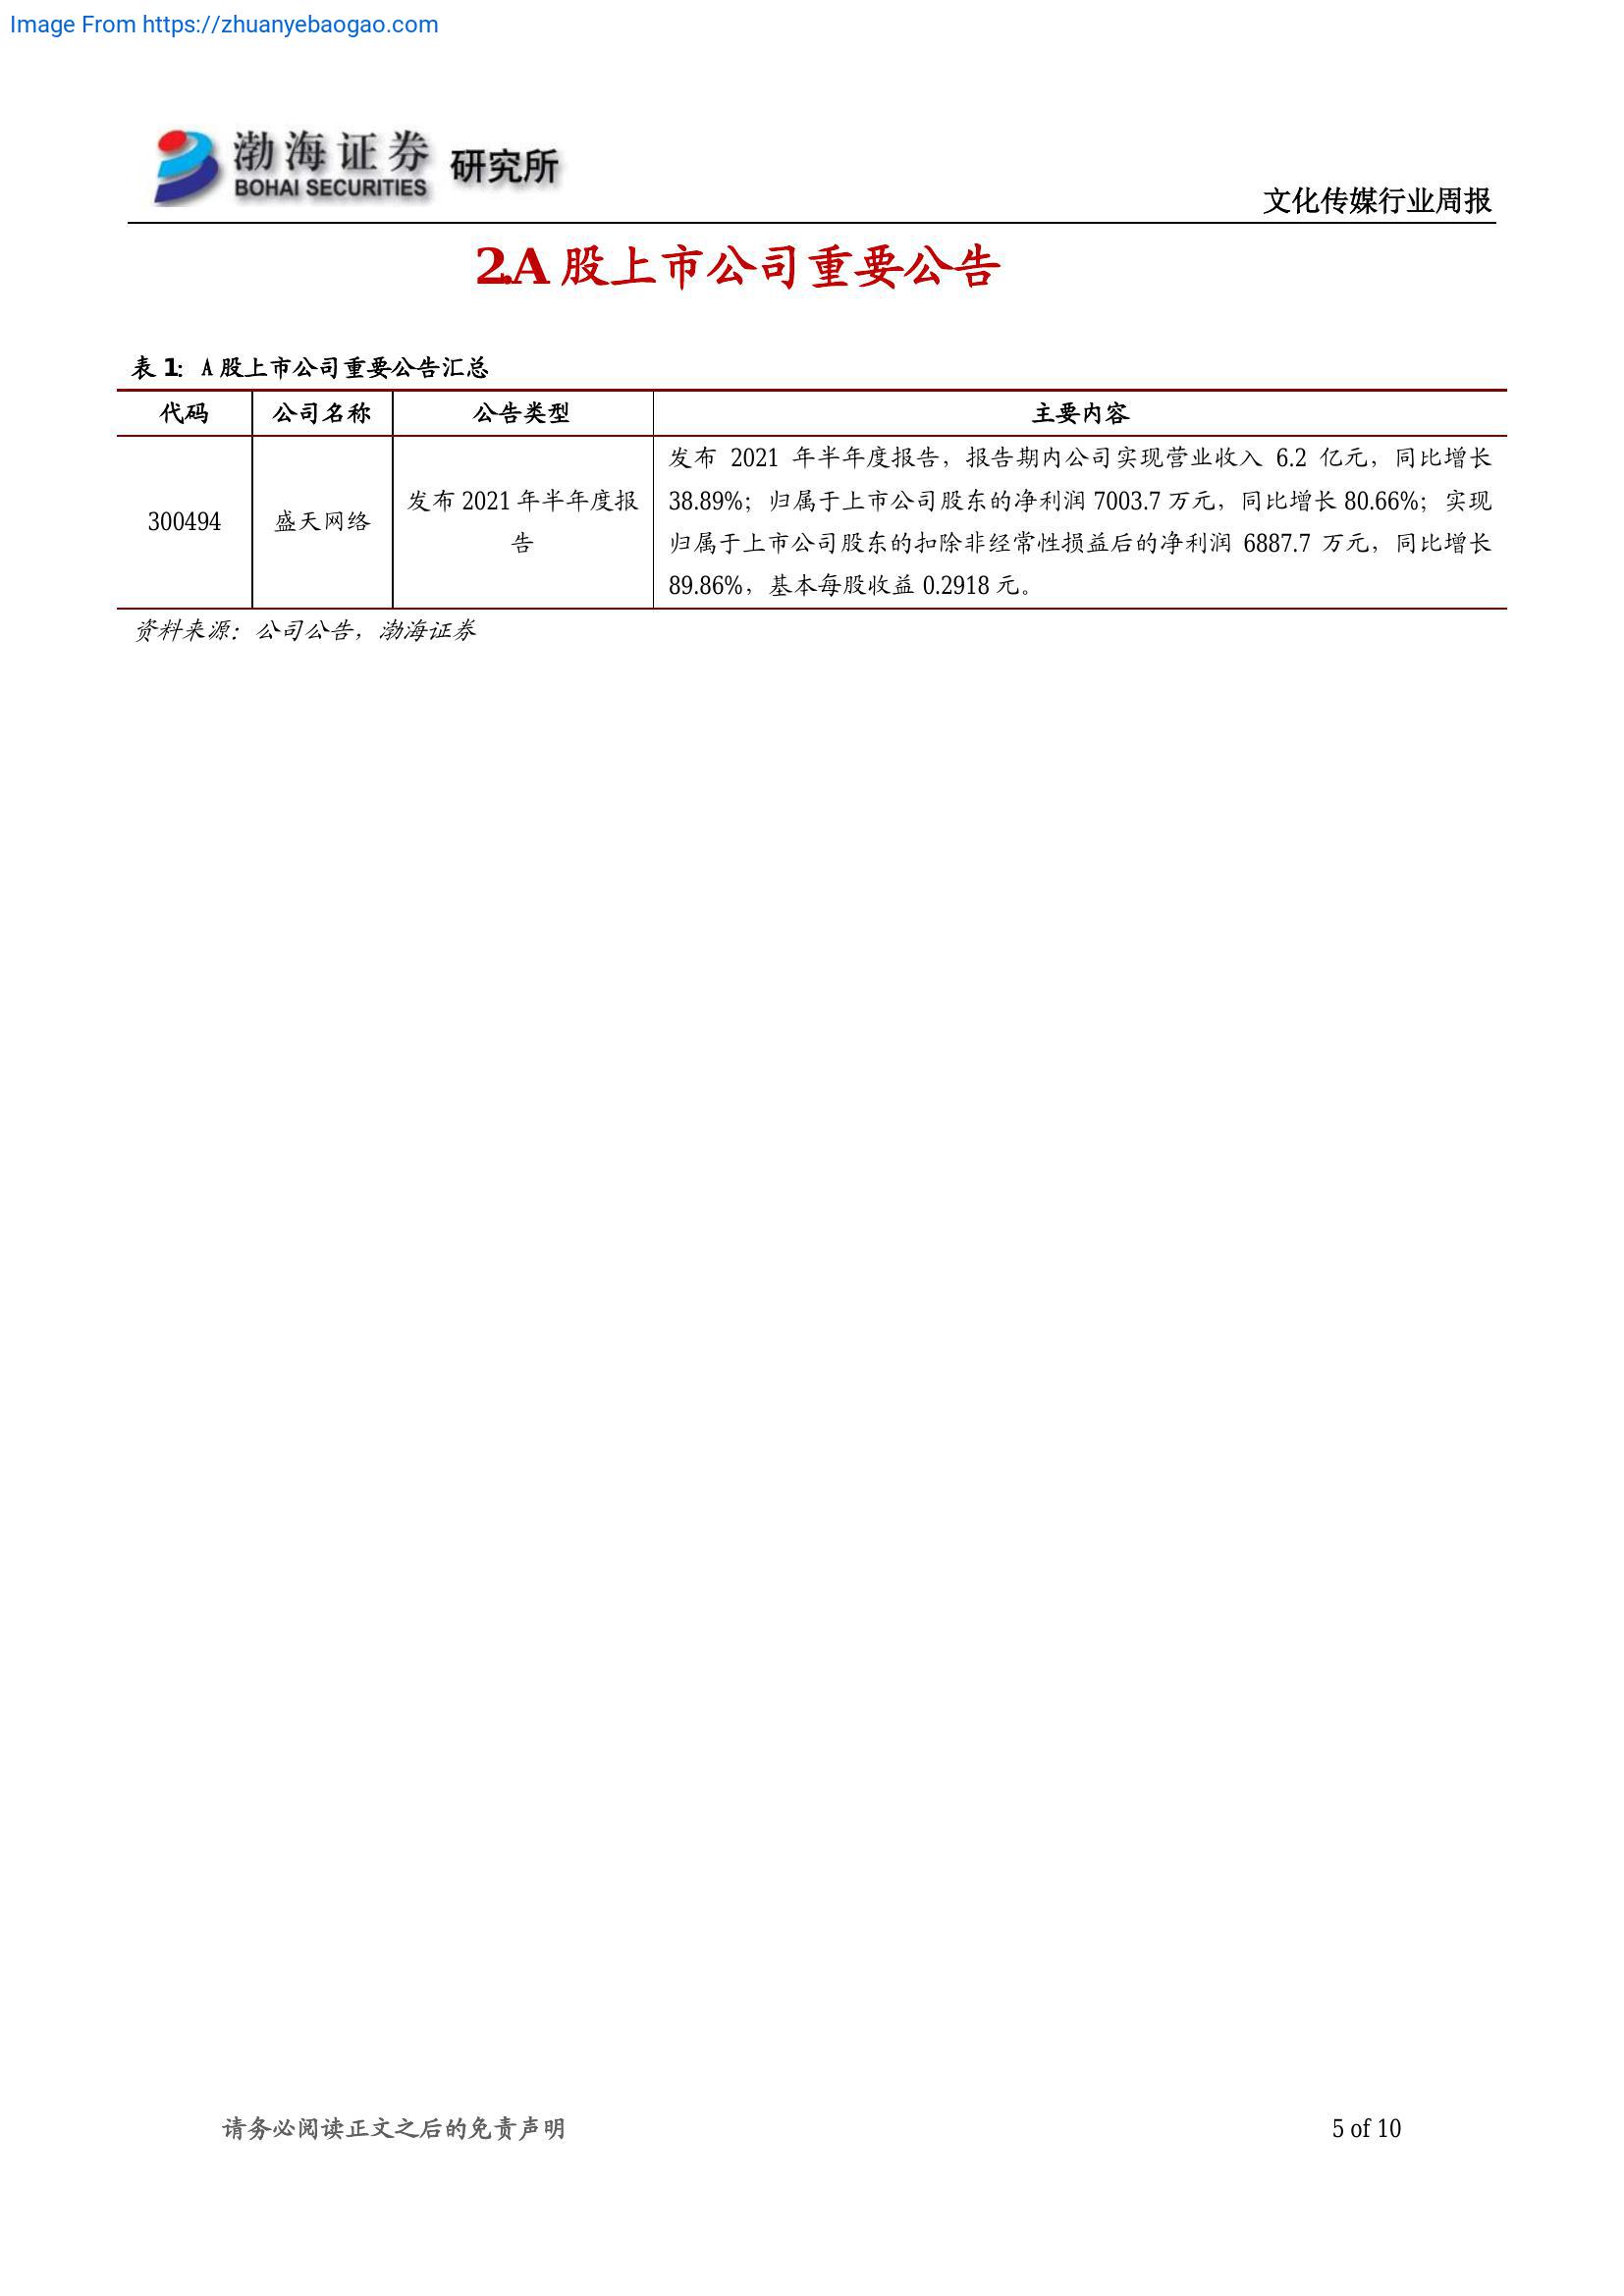 Image From https://zhuanyebaogao.com
渤海证券 研究所
BOHAI SECURITIES
文化传媒行业周报
2.A 股上市公司重要公告
表 1: A 股上市公司重要公告汇总
代码 公司名称 公告类型 主要内容
300494 盛天网络 发布 2021 年半年度报
告
发布 2021 年半年度报告，报告期内公司实现营业收入 6.2 亿元，同比增长
38.89%；归属于上市公司股东的净利润 7003.7 万元，同比增长 80.66%；实现
归属于上市公司股东的扣除非经常性损益后的净利润 6887.7 万元，同比增长
89.86%，基本每股收益 0.2918 元。
资料来源：公司公告，渤海证券
请务必阅读正文之后的免责声明
5 of 10